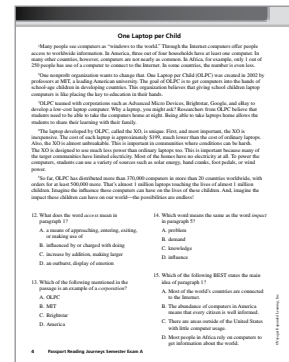 One Laptop per Child
¹Many people use computers as "windows to the world." Through the Internet computers offer people
access to worldwide information. In America, three out of four households have at least one computer. In
many other countries, however, computers are not nearly as common. In Africa, for example, only 1 out of
250 people has use of a computer to connect to the Internet. In some countries, the number is even less.
²One nonprofit organization wants to change that. One Laptop per Child (OLPC) was created in 2002 by
professors at MIT, a leading American university. The goal of OLPC is to get computers into the hands of
school-age children in developing countries. This organization believes that giving school children laptop
computers is like placing the key to education in their hands.
³OLPC teamed with corporations such as Advanced Micro Devices, Brightstar, Google, and eBay to
develop a low-cost laptop computer. Why a laptop, you might ask? Researchers from OLPC believe that
students need to be able to take the computers home at night. Being able to take laptops home allows the
students to share their learning with their family.
⁴The laptop developed by OLPC, called the XO, is unique. First, and most important, the XO is
inexpensive. The cost of each laptop is approximately $199, much lower than the cost of ordinary laptops.
Also, the XO is almost unbreakable. This is important in communities where conditions can be harsh.
The XO is designed to use much less power than ordinary laptops too. This is important because many of
the target communities have limited electricity. Most of the homes have no electricity at all. To power the
computers, students can use a variety of sources such as solar energy, hand cranks, foot pedals, or wind
power.
⁵So far, OLPC has distributed more than 370,000 computers in more than 20 countries worldwide, with
orders for at least 500,000 more. That's almost 1 million laptops touching the lives of almost 1 million
children. Imagine the influence these computers can have on the lives of these children. And, imagine the
impact these children can have on our world—the possibilities are endless!
12. What does the word access mean in
paragraph 1?
A. a means of approaching, entering, exiting,
or making use of
B. influenced by or charged with doing
C. increase by addition, making larger
D. an outburst, display of emotion
13. Which of the following mentioned in the
passage is an example of a corporation?
A. OLPC
B. MIT
C. Brightstar
D. America
14. Which word means the same as the word impact
in paragraph 5?
A. problem
B. demand
C. knowledge
D. influence
15. Which of the following BEST states the main
idea of paragraph 1?
A. Most of the world's countries are connected
to the Internet.
B. The abundance of computers in America
means that every citizen is well informed.
C. There are areas outside of the United States
with little computer usage.
D. Most people in Africa rely on computers to
get information about the world.
4 Passport Reading Journeys Semester Exam A